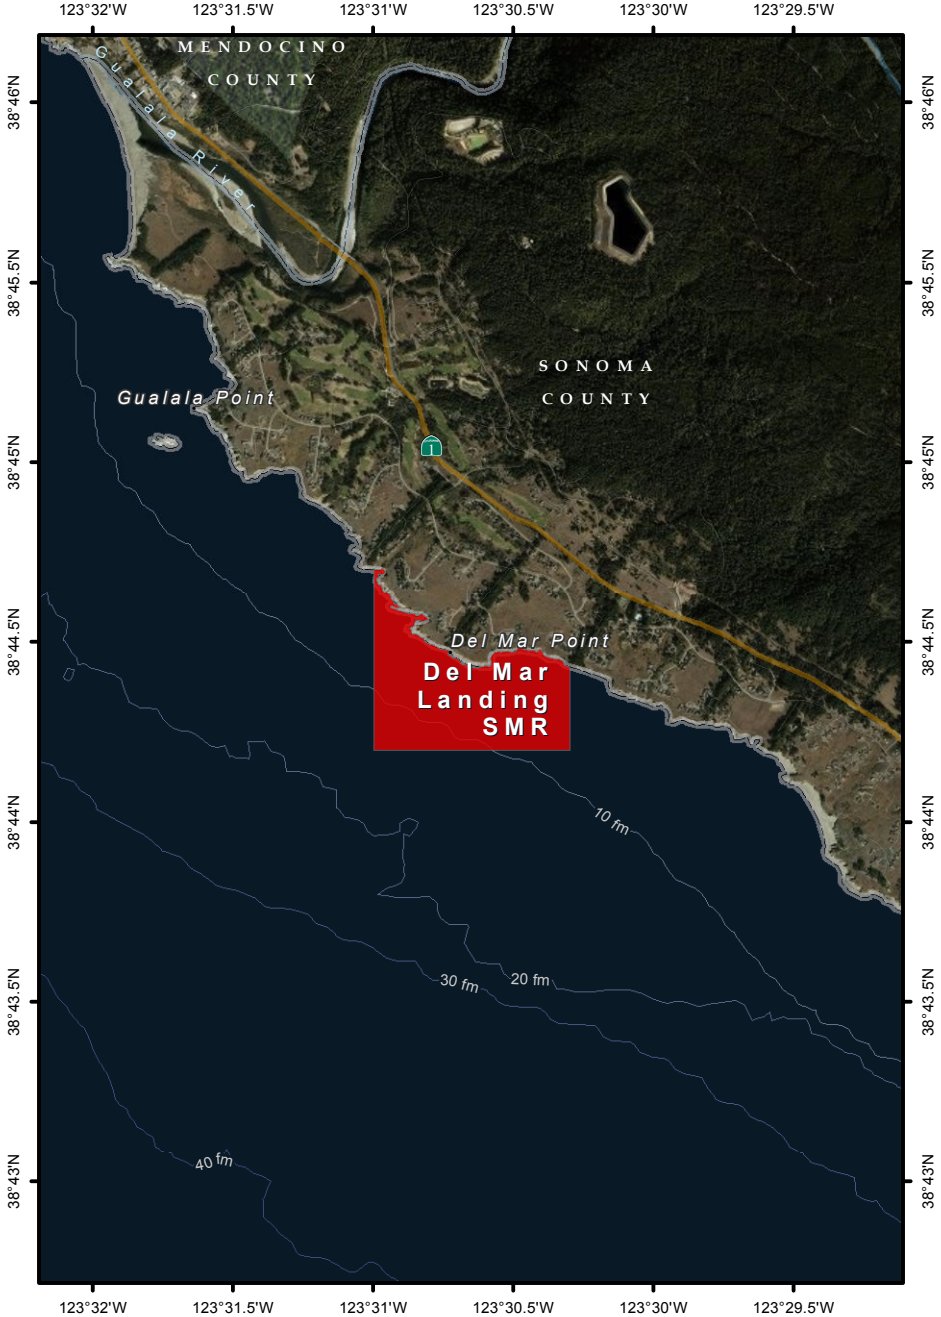 123°32'W 123°31.5'W 123°31'W 123°30.5'W 123°30'W 123°29.5'W
MENDOCINO
COUNTY
Gualala River
38°46'N 38°46'N
38°45.5'N 38°45.5'N
SONOMA
COUNTY
Gualala Point
1
38°45'N 38°45'N
38°44.5'N 38°44.5'N
Del Mar Point
Del Mar
Landing
SMR
10 fm
38°44'N 38°44'N
30 fm
20 fm
38°43.5'N 38°43.5'N
40 fm
38°43'N 38°43'N
123°32'W 123°31.5'W 123°31'W 123°30.5'W 123°30'W 123°29.5'W